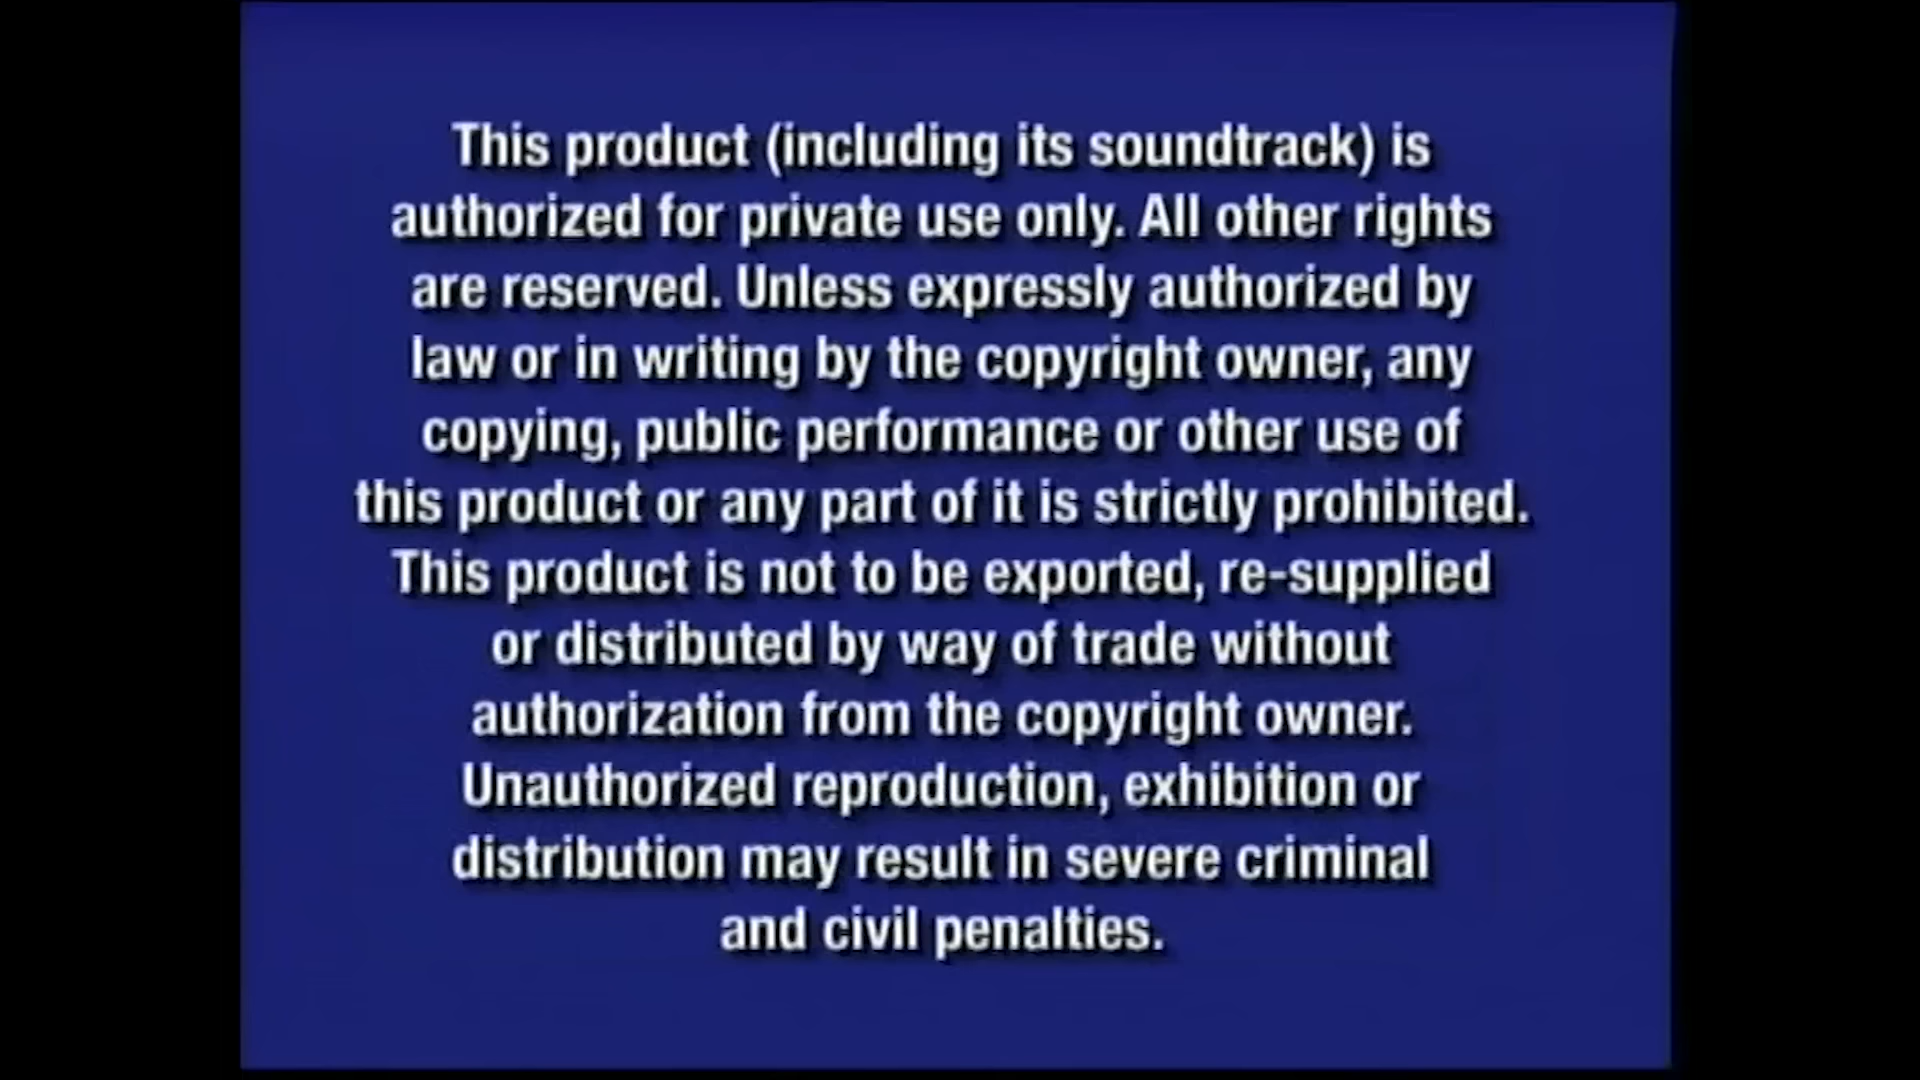 This product (including its soundtrack) is
authorized for private use only. All other rights
are reserved. Unless expressly authorized by
law or in writing by the copyright owner, any
copying, public performance or other use of
this product or any part of it is strictly prohibited.
This product is not to be exported, re-supplied
or distributed by way of trade without
authorization from the copyright owner.
Unauthorized reproduction, exhibition or
distribution may result in severe criminal
and civil penalties.